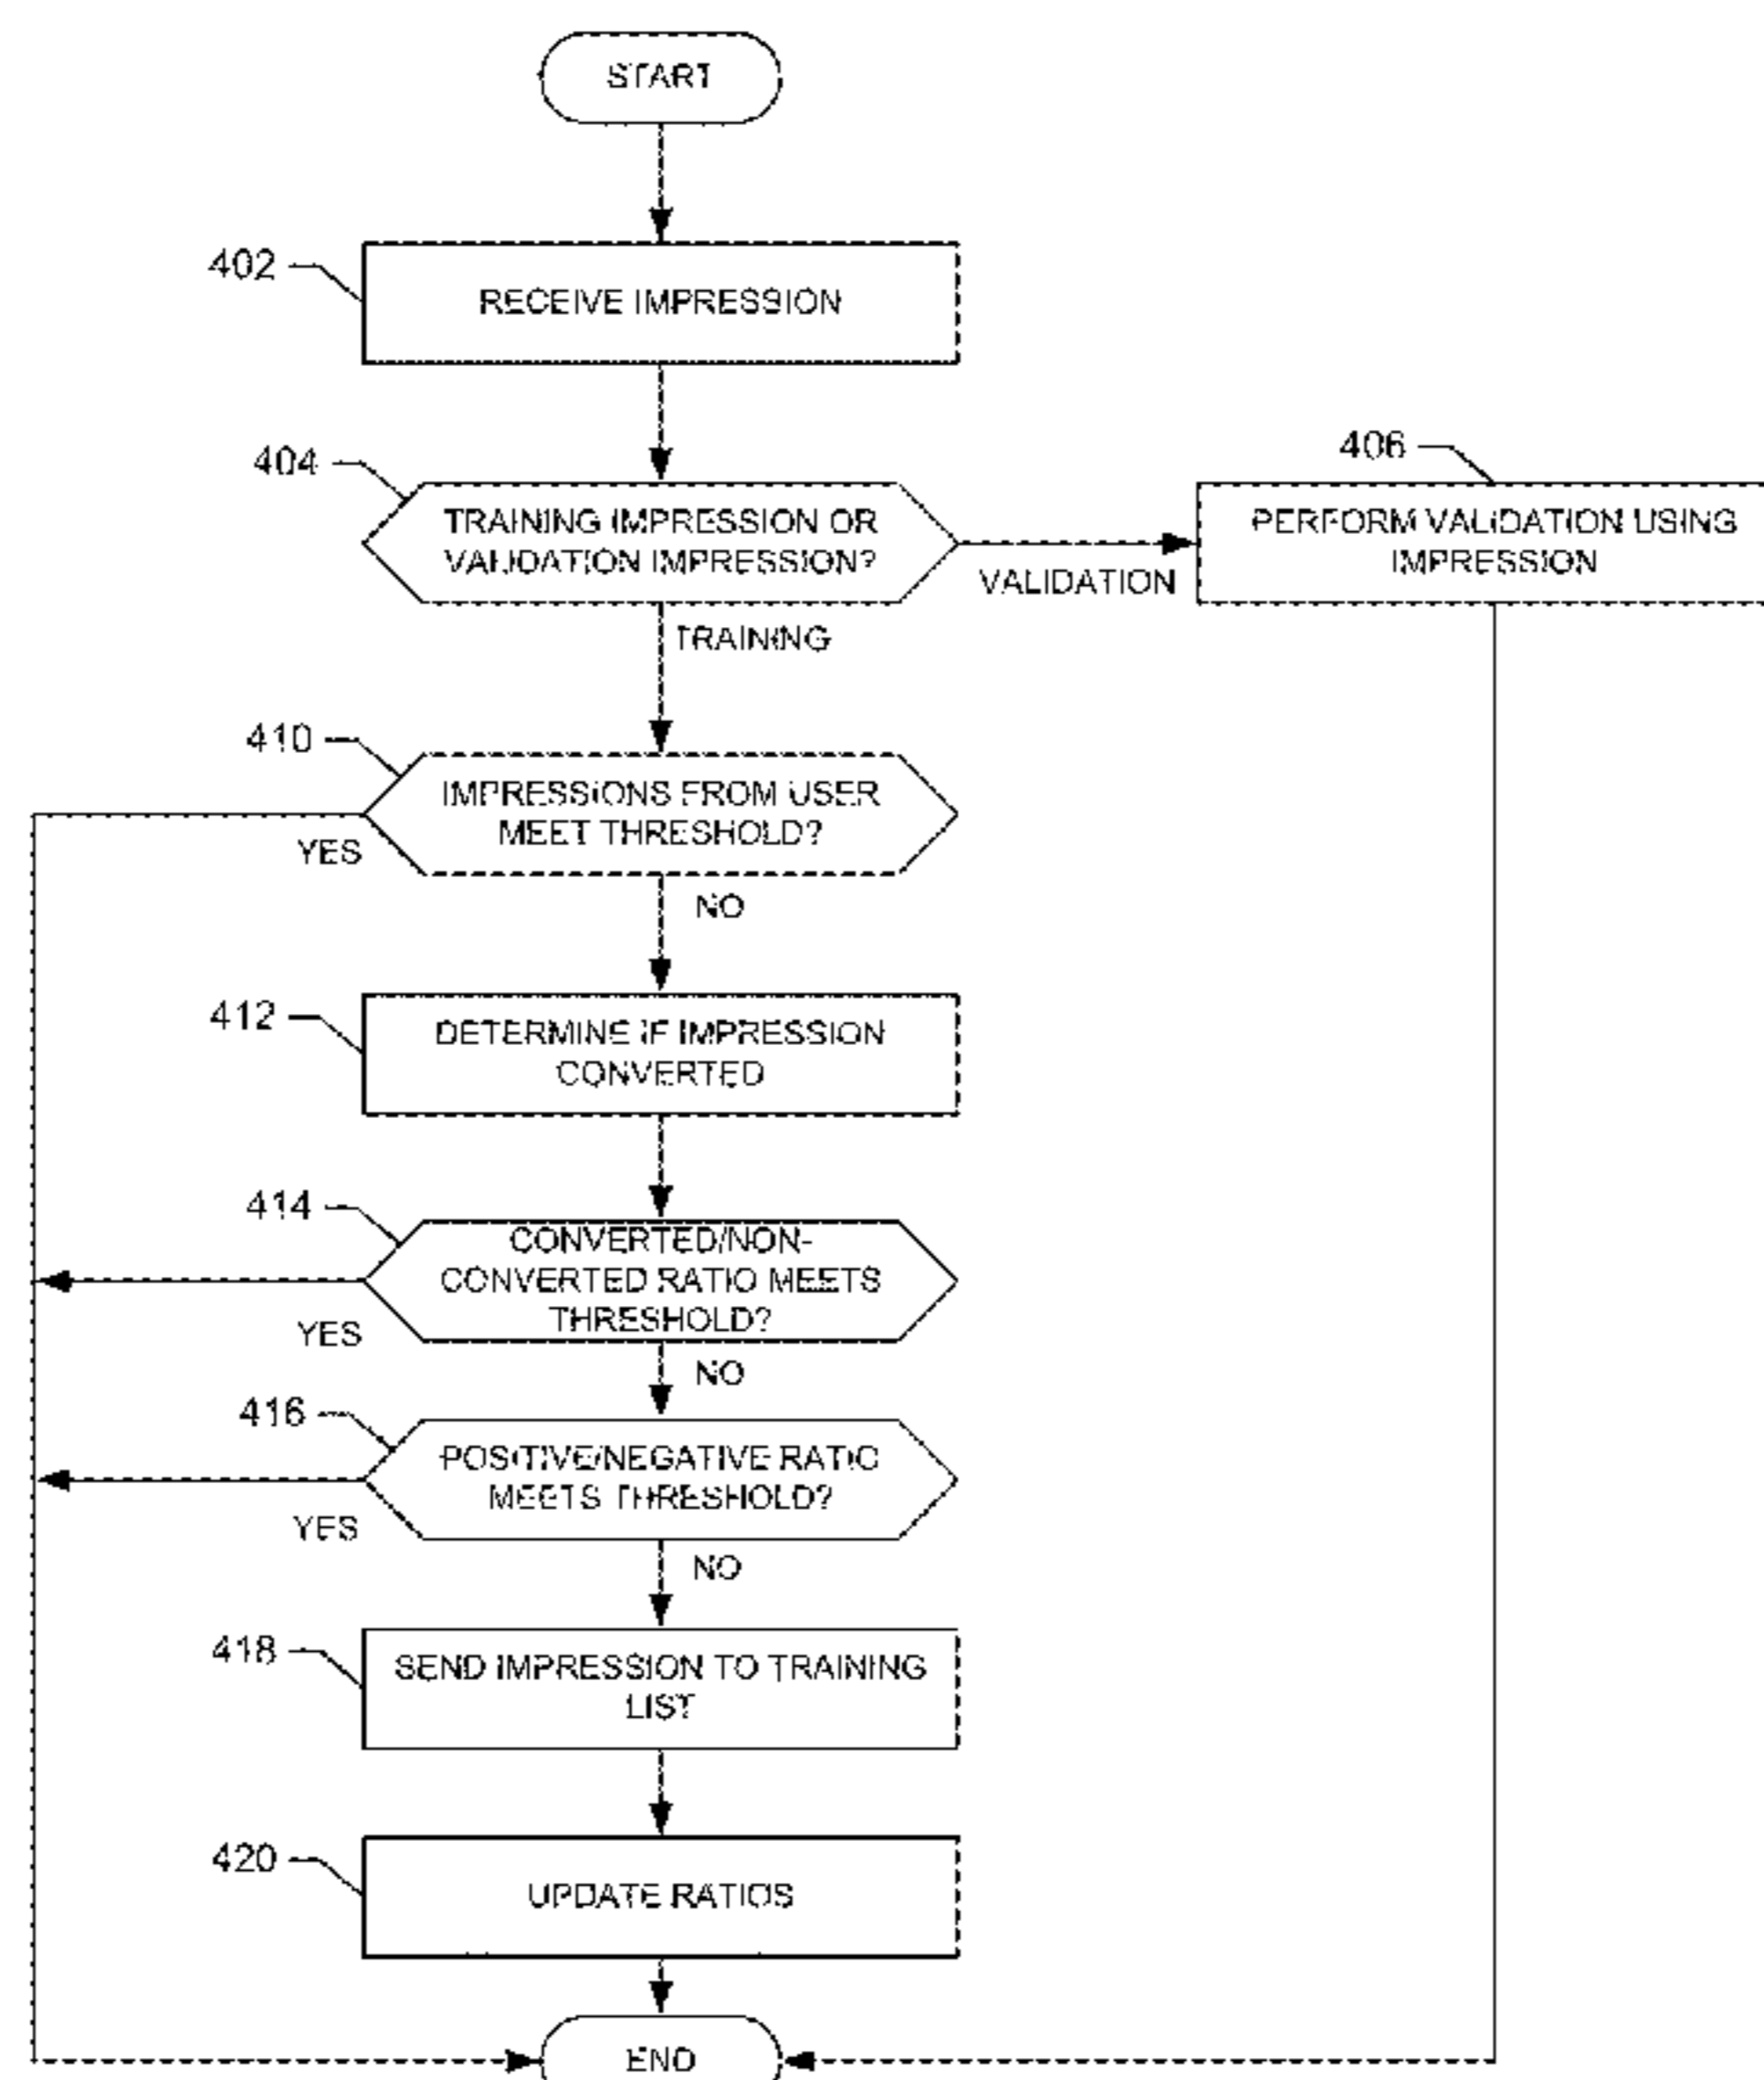 START
402
RECEIVE IMPRESSION
404
TRAINING IMPRESSION OR
VALIDATION IMPRESSION?
VALIDATION
406
PERFORM VALIDATION USING
IMPRESSION
TRAINING
410
IMPRESSIONS FROM USER
MEET THRESHOLD?
YES
NO
412
DETERMINE IF IMPRESSION
CONVERTED
414
CONVERTED/NON-
CONVERTED RATIO MEETS
THRESHOLD?
YES
NO
416
POSITIVE/NEGATIVE RATIO
MEETS THRESHOLD?
YES
NO
418
SEND IMPRESSION TO TRAINING
LIST
420
UPDATE RATIOS
END